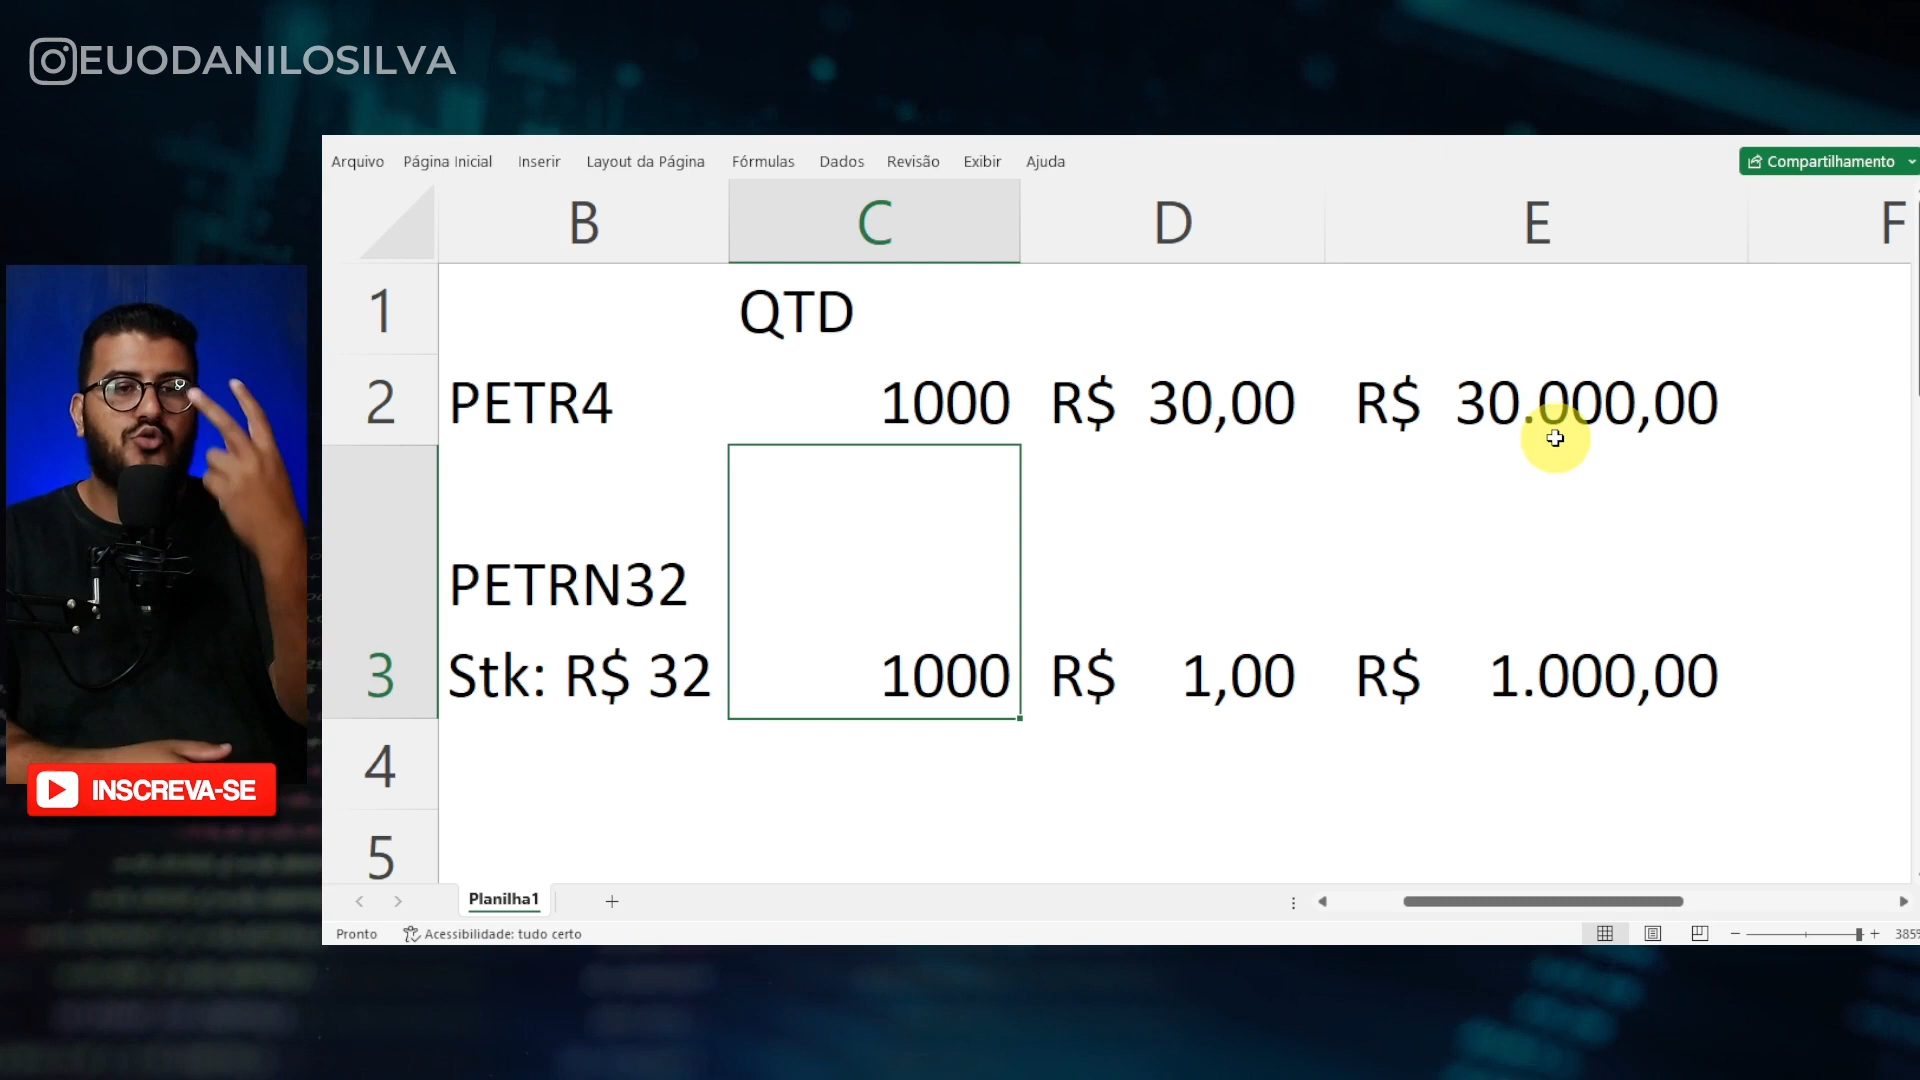 EUODANILOSILVA
Arquivo Página Inicial Inserir Layout da Página Fórmulas Dados Revisão Exibir Ajuda Compartilhamento
B C D E F
1 QTD
2 PETR4 1000 R$ 30,00 R$ 30.000,00
PETRN32
3 Stk: R$ 32 1000 R$ 1,00 R$ 1.000,00
4
5
INSCREVA-SE
Planilha1
Pronto Acessibilidade: tudo certo 385%